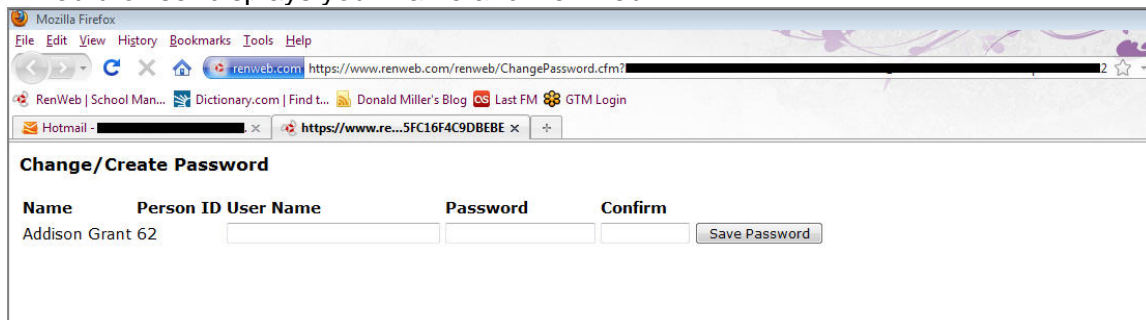 Mozilla Firefox
File Edit View History Bookmarks Tools Help
renweb.com https://www.renweb.com/renweb/ChangePassword.cfm? 2
RenWeb | School Man... Dictionary.com | Find t... Donald Miller's Blog Last FM GTM Login
Hotmail - https://www.re...5FC16F4C9DBEBE
Change/Create Password
Name Person ID User Name Password Confirm
Addison Grant 62 Save Password